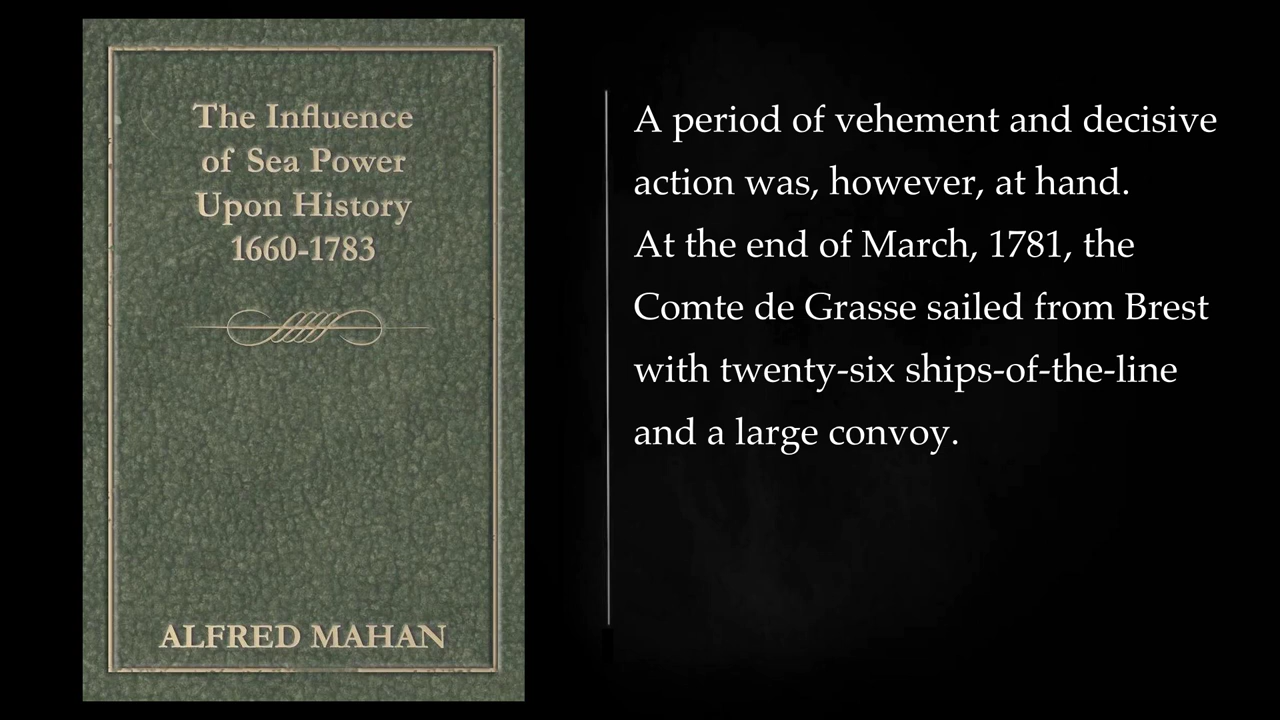 The Influence
of Sea Power
Upon History
1660-1783
ALFRED MAHAN
A period of vehement and decisive
action was, however, at hand.
At the end of March, 1781, the
Comte de Grasse sailed from Brest
with twenty-six ships-of-the-line
and a large convoy.